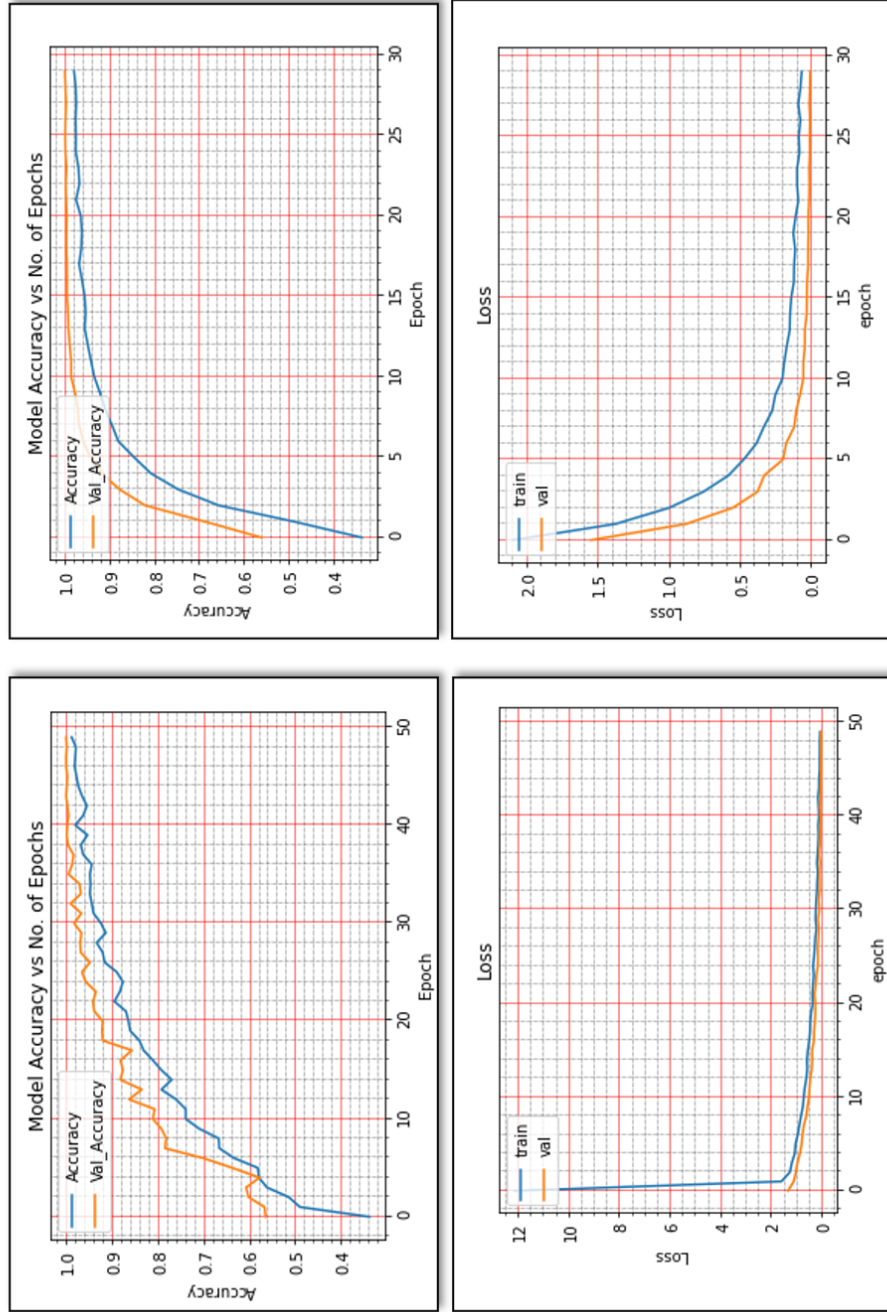 Model Accuracy vs No. of Epochs
Accuracy
Val_Accuracy
Accuracy
1.0
0.9
0.8
0.7
0.6
0.5
0.4
0
10
20
30
40
50
Epoch
Model Accuracy vs No. of Epochs
Accuracy
Val_Accuracy
Accuracy
1.0
0.9
0.8
0.7
0.6
0.5
0.4
0
5
10
15
20
25
30
Epoch
Loss
train
val
Loss
12
10
8
6
4
2
0
0
10
20
30
40
50
epoch
Loss
train
val
Loss
2.0
1.5
1.0
0.5
0.0
0
5
10
15
20
25
30
epoch